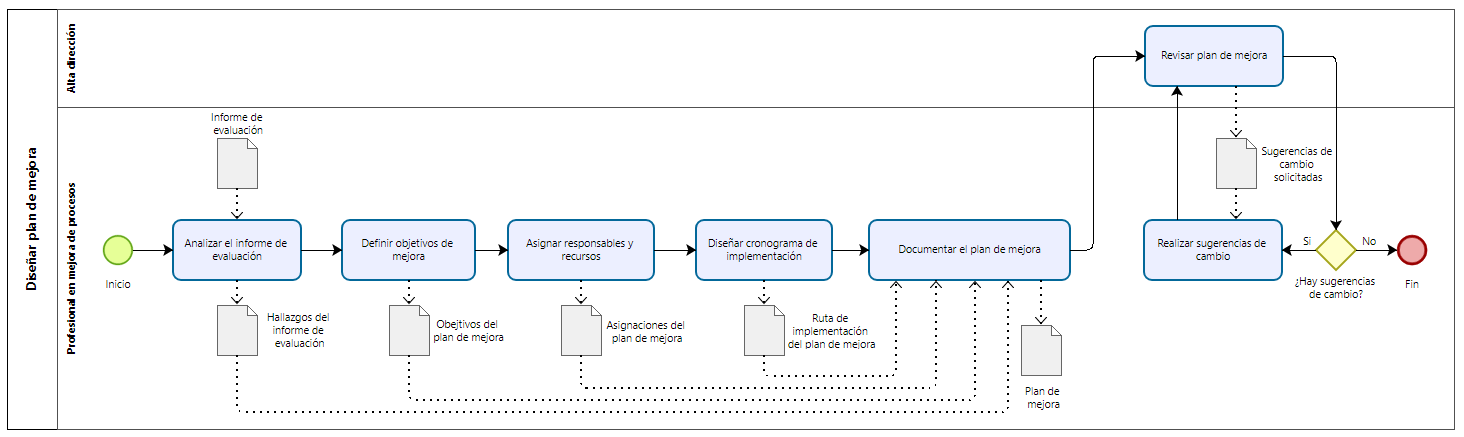 Diseñar plan de mejora
Alta dirección
Revisar plan de mejora
Profesional en mejora de procesos
Informe de
evaluación
Sugerencias de
cambio
solicitadas
Inicio
Analizar el informe de
evaluación
Definir objetivos de
mejora
Asignar responsables y
recursos
Diseñar cronograma de
implementación
Documentar el plan de mejora
Realizar sugerencias de
cambio
Si
No
¿Hay sugerencias
de cambio?
Fin
Hallazgos del
informe de
evaluación
Obejtivos del
plan de mejora
Asignaciones del
plan de mejora
Ruta de
implementación
del plan de mejora
Plan de
mejora